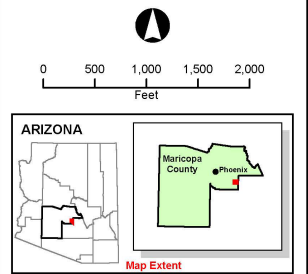 0 500 1,000 1,500 2,000
Feet
ARIZONA
Maricopa
County
Phoenix
Map Extent